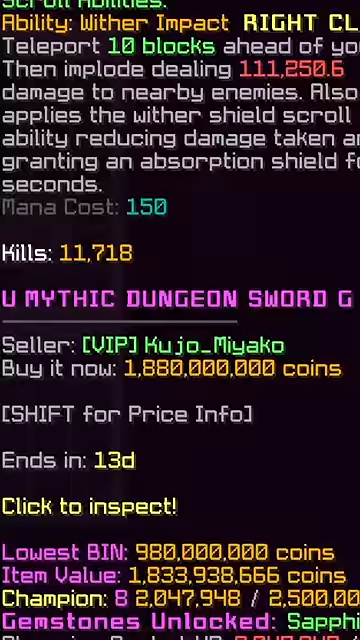 Scroll Abilities:
Ability: Wither Impact RIGHT CL
Teleport 10 blocks ahead of yo
Then implode dealing 111,250.6
damage to nearby enemies. Also
applies the wither shield scroll
ability reducing damage taken a
granting an absorption shield f
seconds.
Mana Cost: 150
Kills: 11,718
U MYTHIC DUNGEON SWORD G
Seller: [VIP] Kujo_Miyako
Buy it now: 1,880,000,000 coins
[SHIFT for Price Info]
Ends in: 13d
Click to inspect!
Lowest BIN: 980,000,000 coins
Item Value: 1,833,938,666 coins
Champion: 8 2,047,948 / 2,500,00
Gemstones Unlocked: Sapph